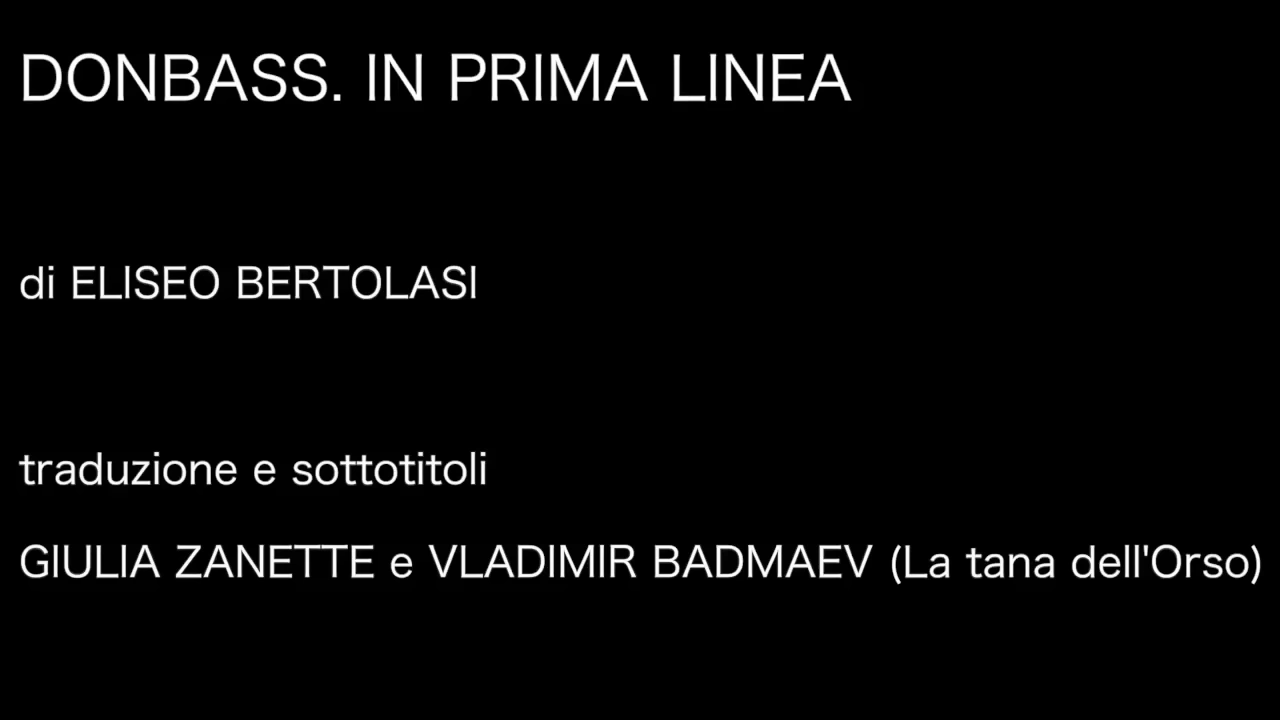 DONBASS. IN PRIMA LINEA
di ELISEO BERTOLASI
traduzione e sottotitoli
GIULIA ZANETTE e VLADIMIR BADMAEV (La tana dell'Orso)